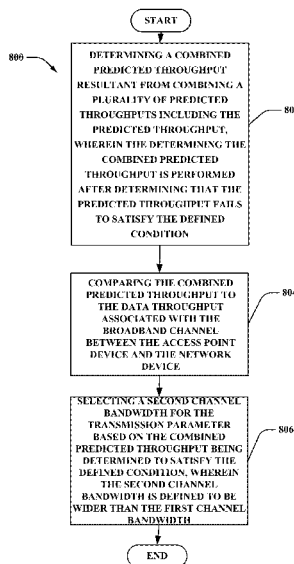 START
800
DETERMINING A COMBINED
PREDICTED THROUGHPUT
RESULTANT FROM COMBINING A
PLURALITY OF PREDICTED
THROUGHPUTS INCLUDING THE
PREDICTED THROUGHPUT,
WHEREIN THE DETERMINING THE
COMBINED PREDICTED
THROUGHPUT IS PERFORMED
AFTER DETERMINING THAT THE
PREDICTED THROUGHPUT FAILS
TO SATISFY THE DEFINED
CONDITION
80
COMPARING THE COMBINED
PREDICTED THROUGHPUT TO
THE DATA THROUGHPUT
ASSOCIATED WITH THE
BROADBAND CHANNEL
BETWEEN THE ACCESS POINT
DEVICE AND THE NETWORK
DEVICE
804
SELECTING A SECOND CHANNEL
BANDWIDTH FOR THE
TRANSMISSION PARAMETER
BASED ON THE COMBINED
PREDICTED THROUGHPUT BEING
DETERMINED TO SATISFY THE
DEFINED CONDITION, WHEREIN
THE SECOND CHANNEL
BANDWIDTH IS DEFINED TO BE
WIDER THAN THE FIRST CHANNEL
BANDWIDTH
806
END